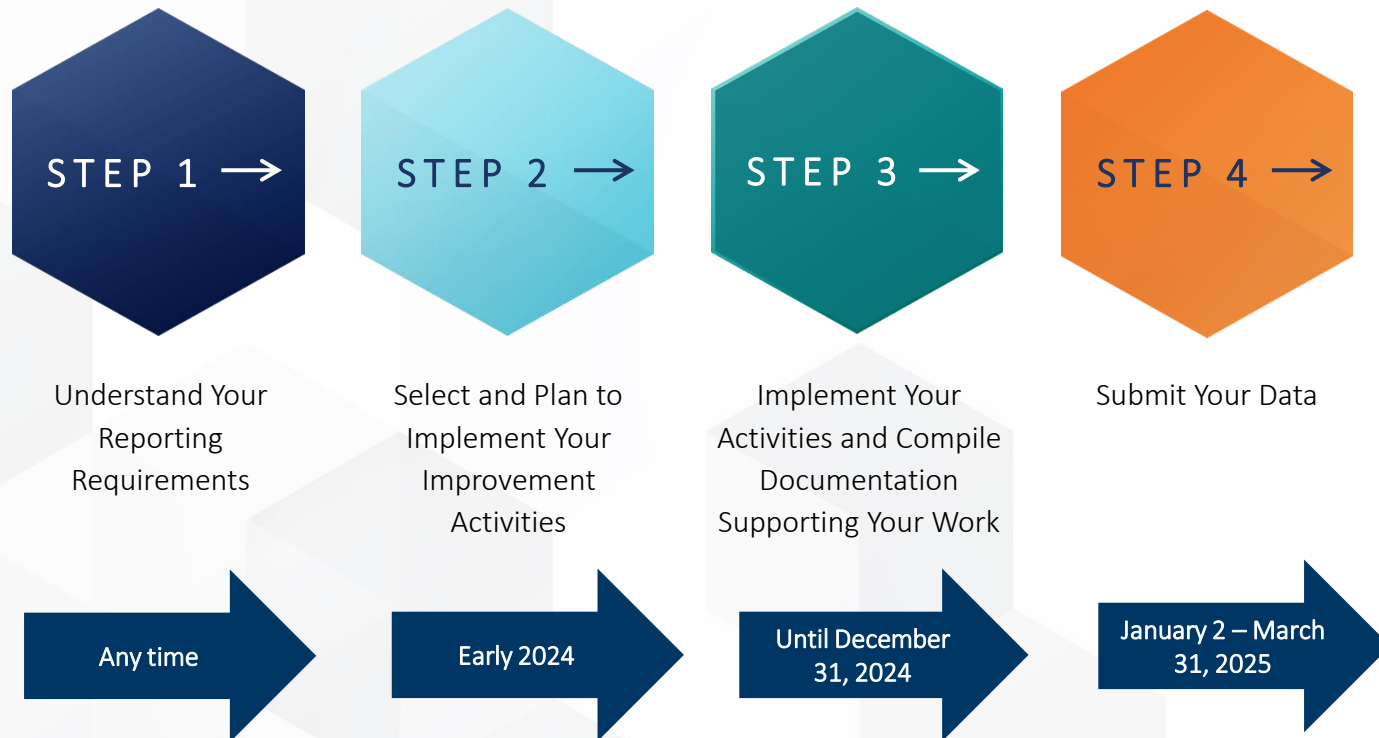 STEP 1 →
STEP 2 →
STEP 3 →
STEP 4 →
Understand Your
Reporting
Requirements
Select and Plan to
Implement Your
Improvement
Activities
Implement Your
Activities and Compile
Documentation
Supporting Your Work
Submit Your Data
Any time
Early 2024
Until December
31, 2024
January 2 – March
31, 2025